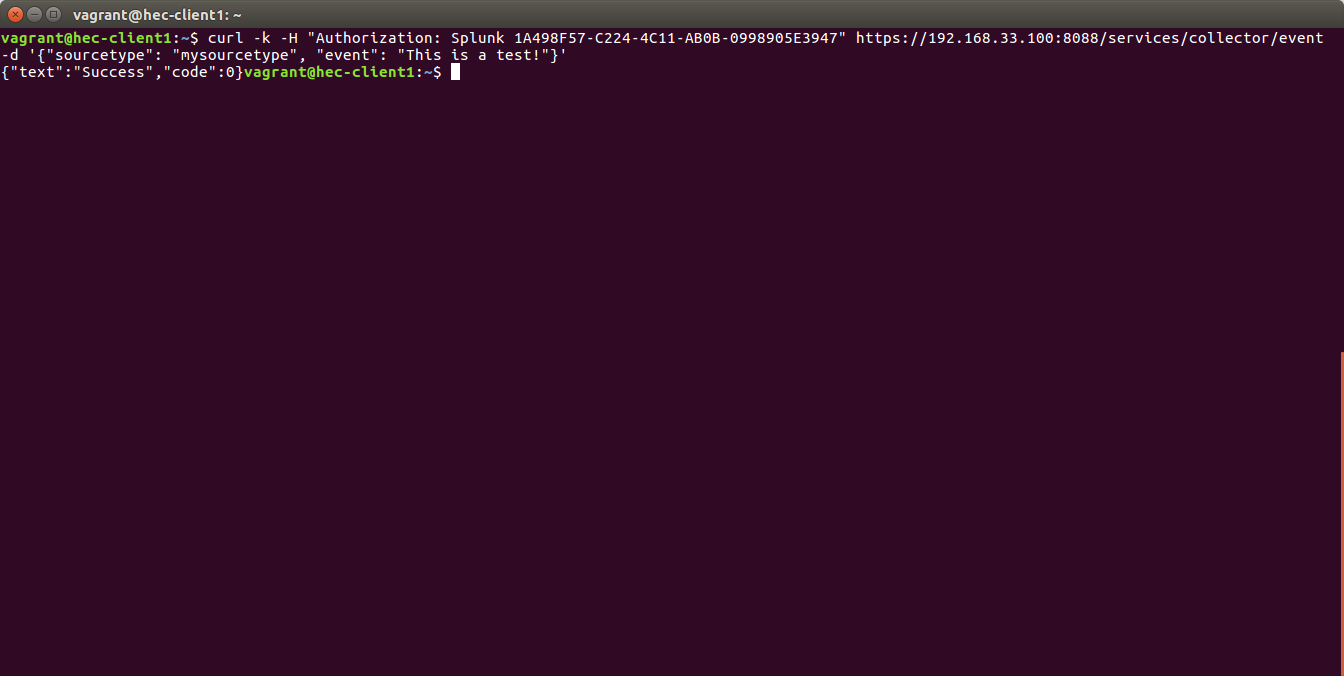 vagrant@hec-client1: ~
vagrant@hec-client1:~$ curl -k -H "Authorization: Splunk 1A498F57-C224-4C11-AB0B-0998905E3947" https://192.168.33.100:8088/services/collector/event
-d '{"sourcetype": "mysourcetype", "event": "This is a test!"}'
{"text":"Success","code":0}vagrant@hec-client1:~$